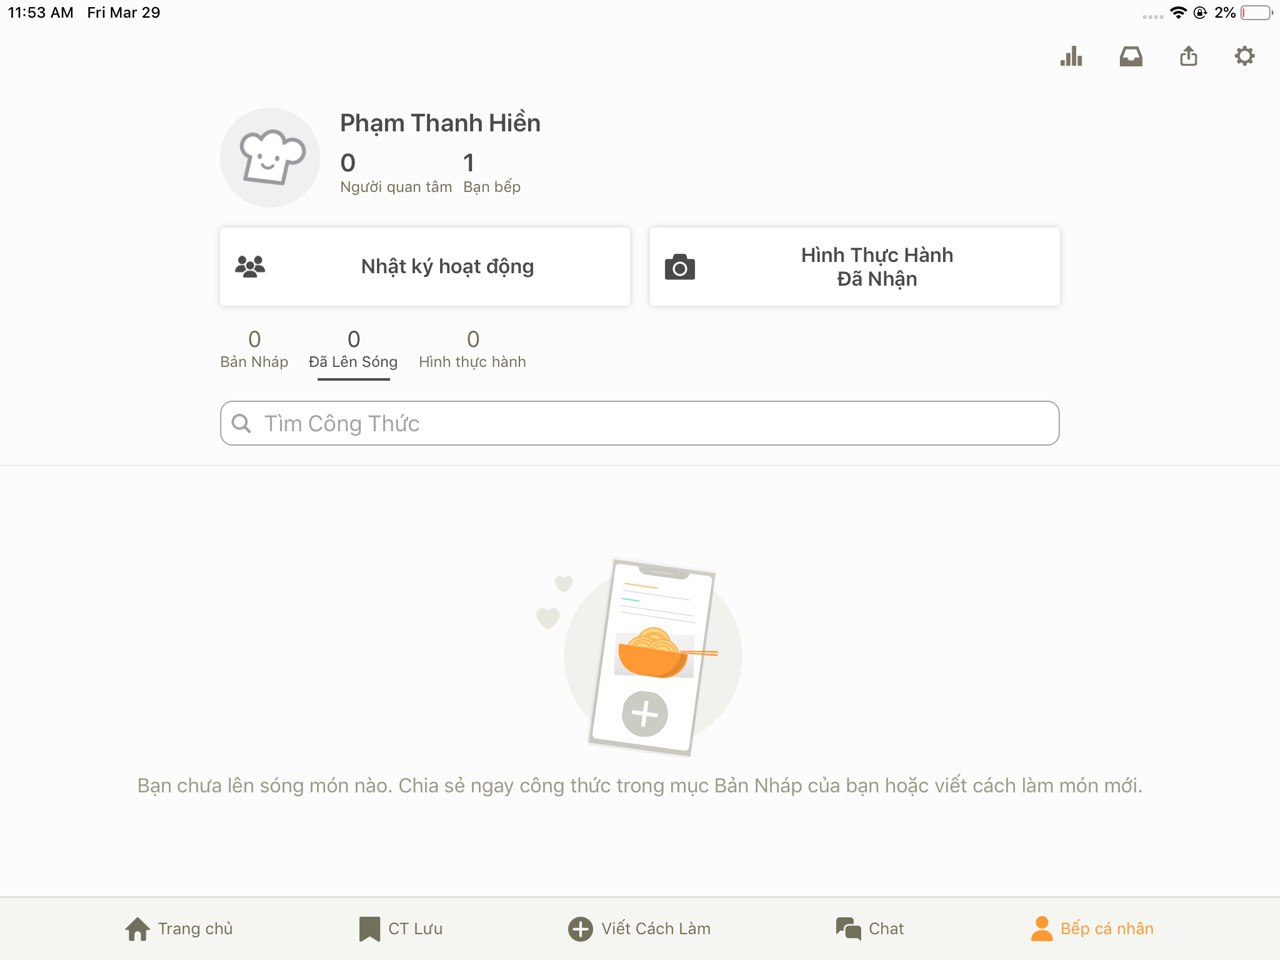 11:53 AM Fri Mar 29
2%
Phạm Thanh Hiền
0 1
Người quan tâm Bạn bếp
Nhật ký hoạt động
Hình Thực Hành
Đã Nhận
0 0 0
Bản Nháp Đã Lên Sóng Hình thực hành
Tìm Công Thức
Bạn chưa lên sóng món nào. Chia sẻ ngay công thức trong mục Bản Nháp của bạn hoặc viết cách làm món mới.
Trang chủ CT Lưu Viết Cách Làm Chat Bếp cá nhân